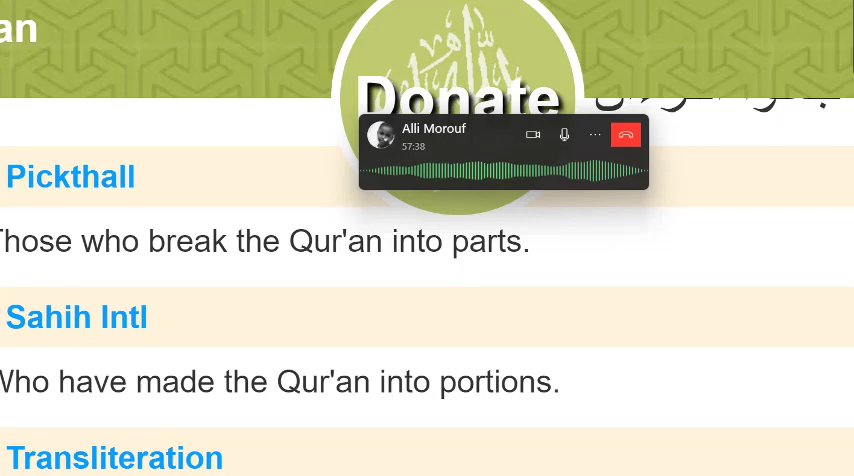 an
Donate
Alli Morouf
57:38
Pickthall
Those who break the Qur'an into parts.
Sahih Intl
Who have made the Qur'an into portions.
Transliteration